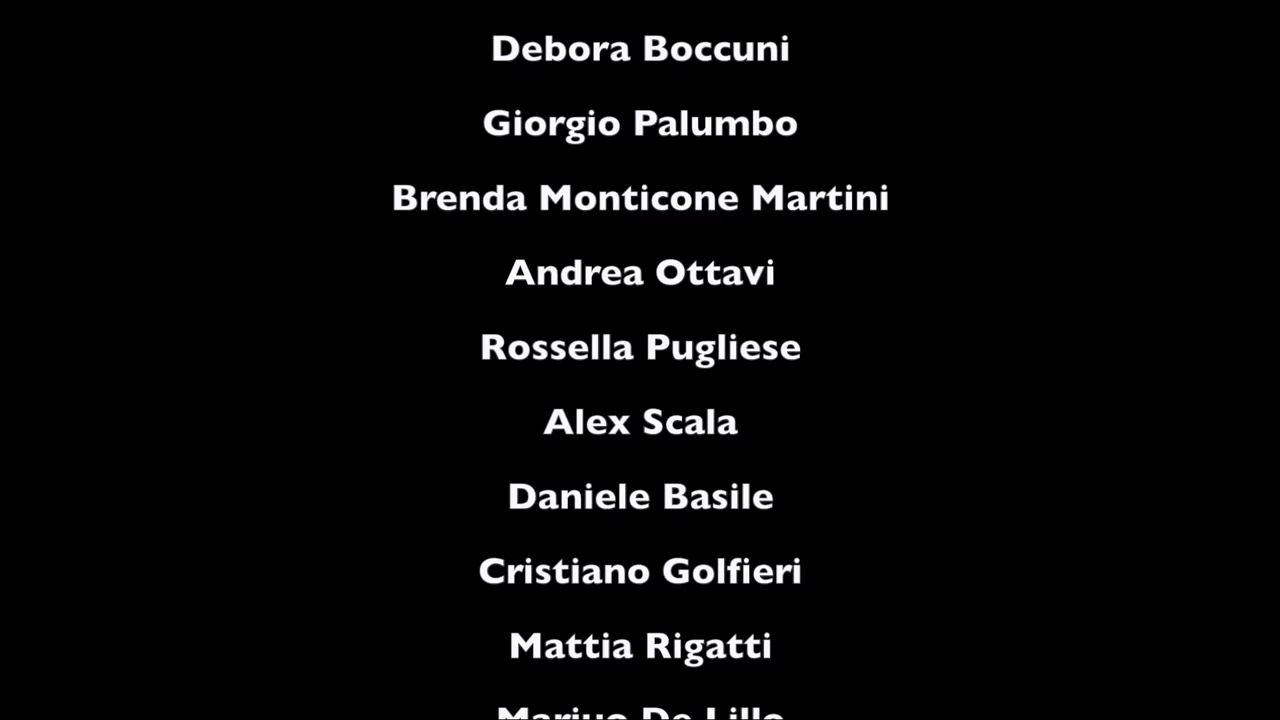 Debora Boccuni
Giorgio Palumbo
Brenda Monticone Martini
Andrea Ottavi
Rossella Pugliese
Alex Scala
Daniele Basile
Cristiano Golfieri
Mattia Rigatti
De Lillo